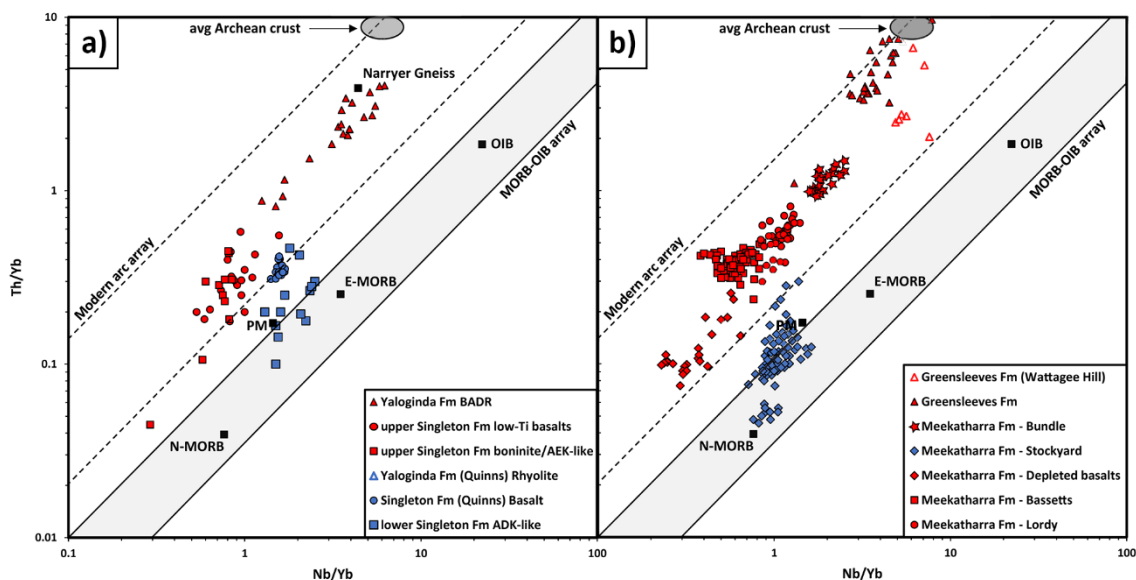 a)
avg Archean crust
Narryer Gneiss
OIB
Modern arc array
MORB-OIB array
E-MORB
PM
N-MORB
Yaloginda Fm BADR
upper Singleton Fm low-Ti basalts
upper Singleton Fm boninite/AEK-like
Yaloginda Fm (Quinns) Rhyolite
Singleton Fm (Quinns) Basalt
lower Singleton Fm ADK-like
10
1
0.1
0.01
Th/Yb
0.1
1
10
100
Nb/Yb
b)
avg Archean crust
OIB
Modern arc array
MORB-OIB array
E-MORB
PM
N-MORB
Greensleeves Fm (Wattagee Hill)
Greensleeves Fm
Meekatharra Fm - Bundle
Meekatharra Fm - Stockyard
Meekatharra Fm - Depleted basalts
Meekatharra Fm - Bassetts
Meekatharra Fm - Lordy
1
10
100
Nb/Yb